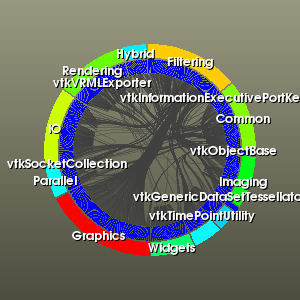 Hybrid
Filtering
Rendering
vtkVRMLExporter
vtkInformationExecutivePortKe
Common
IO
vtkObjectBase
vtkSocketCollection
Parallel
Imaging
vtkGenericDataSetTessellato
vtkTimePointUtility
Graphics
Widgets